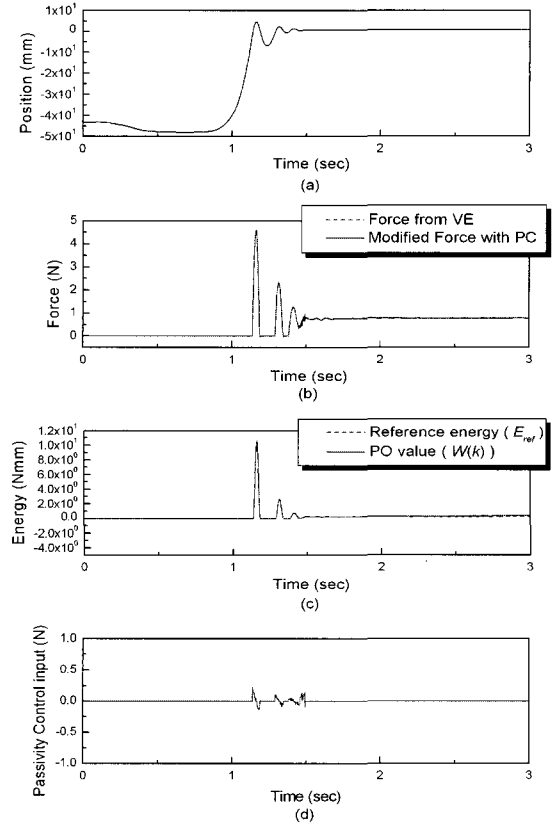 1x10¹
0
-1x10¹
-2x10¹
-3x10¹
-4x10¹
-5x10¹
Position (mm)
0 1 2 3
Time (sec)
(a)
Force from VE
Modified Force with PC
5
4
3
2
1
0
Force (N)
0 1 2 3
Time (sec)
(b)
Reference energy ( E_ref )
PO value ( W(k) )
1.2x10¹
1.0x10¹
8.0x10⁰
6.0x10⁰
4.0x10⁰
2.0x10⁰
0.0
-2.0x10⁰
-4.0x10⁰
Energy (Nmm)
0 1 2 3
Time (sec)
(c)
1.0
0.5
0.0
-0.5
-1.0
Passivity Control input (N)
0 1 2 3
Time (sec)
(d)